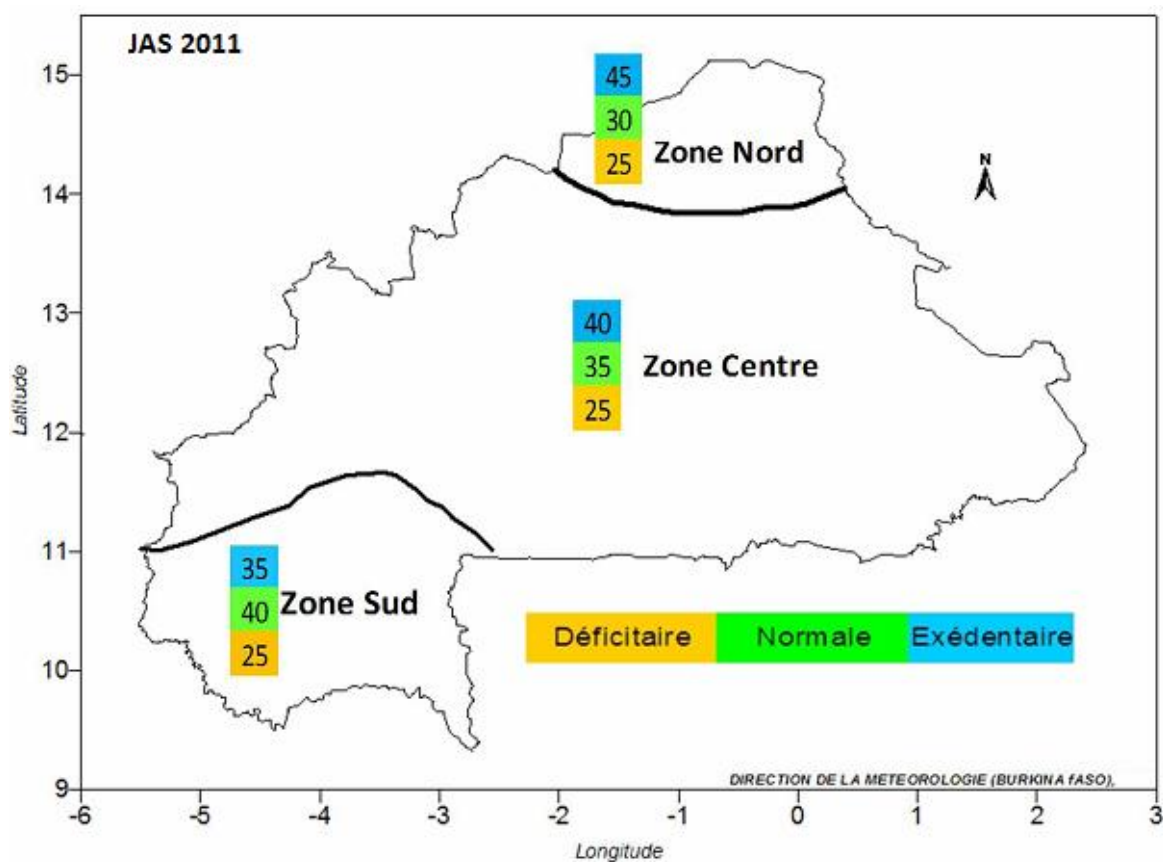 JAS 2011
15
14
13
12
11
10
9
Latitude
45
30
25
Zone Nord
N
40
35
25
Zone Centre
35
40
25
Zone Sud
Déficitaire Normale Exédentaire
DIRECTION DE LA METEOROLOGIE (BURKINA fASO),
-6 -5 -4 -3 -2 -1 0 1 2 3
Longitude